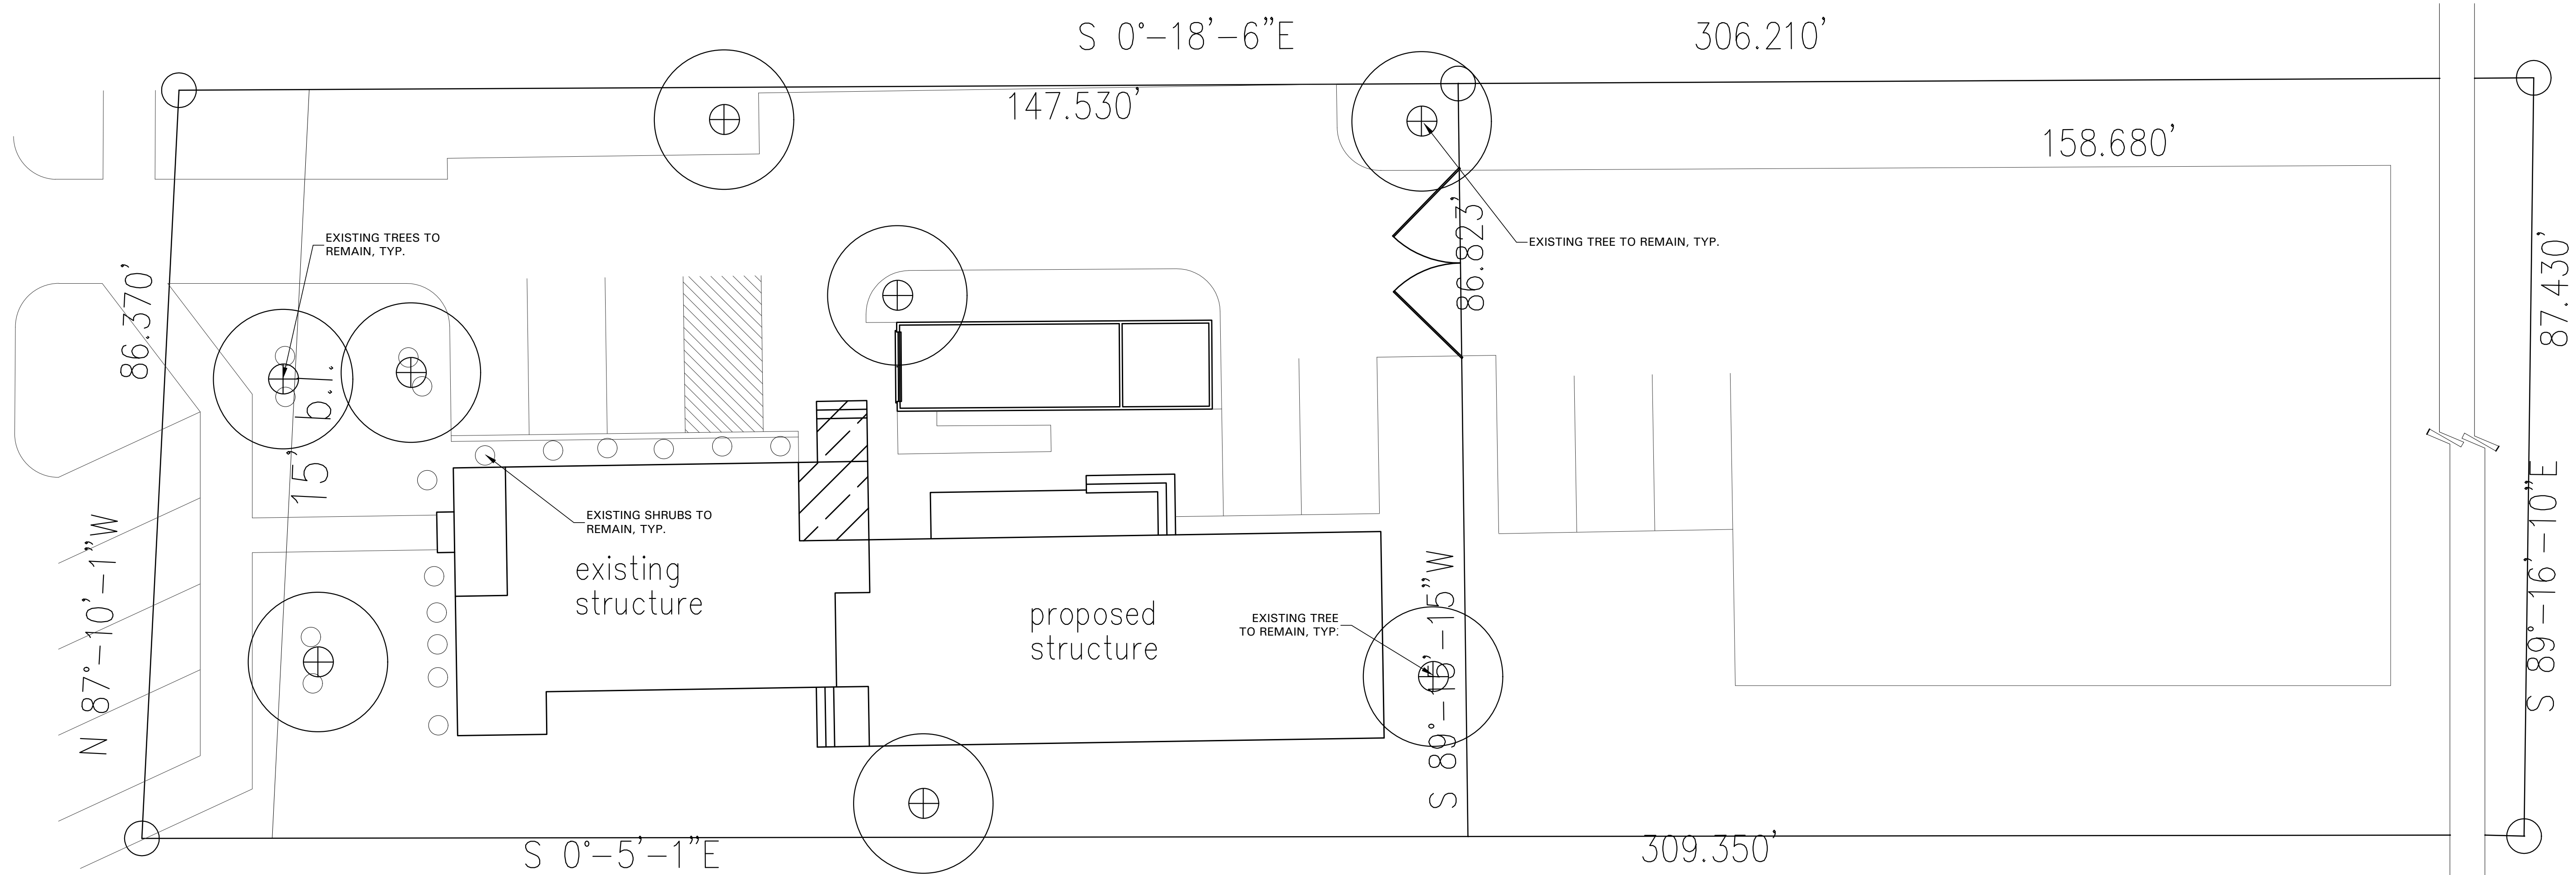 S 0°-18'-6"E
306.210'
147.530'
158.680'
86.370'
N 87°-10'-1"W
15' b.l.
EXISTING TREES TO
REMAIN, TYP.
EXISTING TREE TO REMAIN, TYP.
86.823'
87.430'
EXISTING SHRUBS TO
REMAIN, TYP.
existing
structure
proposed
structure
EXISTING TREE
TO REMAIN, TYP.
S 89°-16'-10"E
S 0°-5'-1"E
309.350'